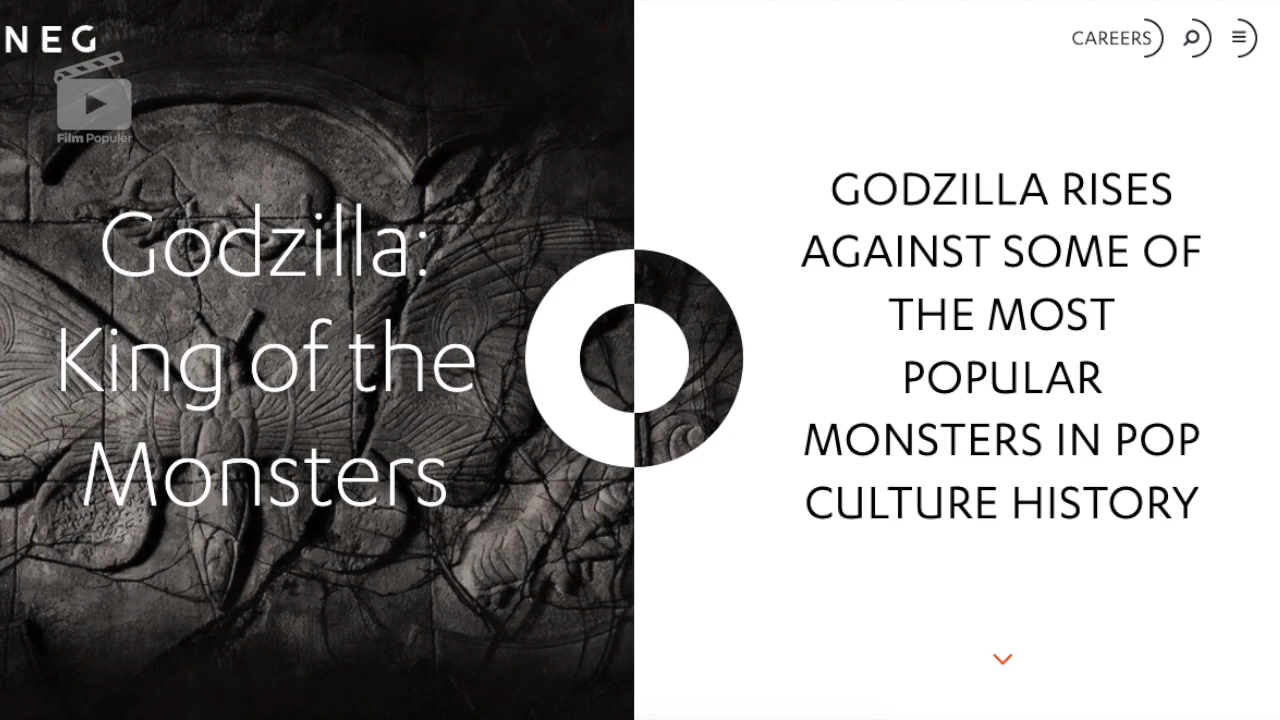 NEG
CAREERS
Film Populer
Godzilla:
King of the
Monsters
GODZILLA RISES
AGAINST SOME OF
THE MOST
POPULAR
MONSTERS IN POP
CULTURE HISTORY